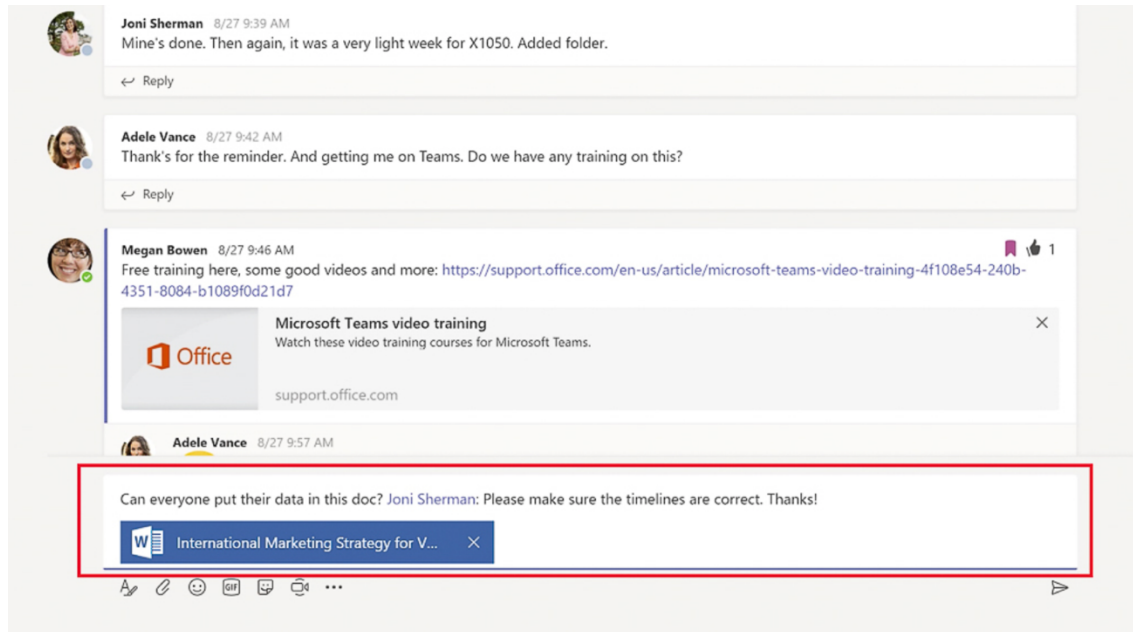 Joni Sherman 8/27 9:39 AM
Mine's done. Then again, it was a very light week for X1050. Added folder.
Reply
Adele Vance 8/27 9:42 AM
Thank's for the reminder. And getting me on Teams. Do we have any training on this?
Reply
Megan Bowen 8/27 9:46 AM
1
Free training here, some good videos and more: https://support.office.com/en-us/article/microsoft-teams-video-training-4f108e54-240b-
4351-8084-b1089f0d21d7
Office
Microsoft Teams video training
Watch these video training courses for Microsoft Teams.
support.office.com
Adele Vance 8/27 9:57 AM
Can everyone put their data in this doc? Joni Sherman: Please make sure the timelines are correct. Thanks!
W International Marketing Strategy for V...
GIF